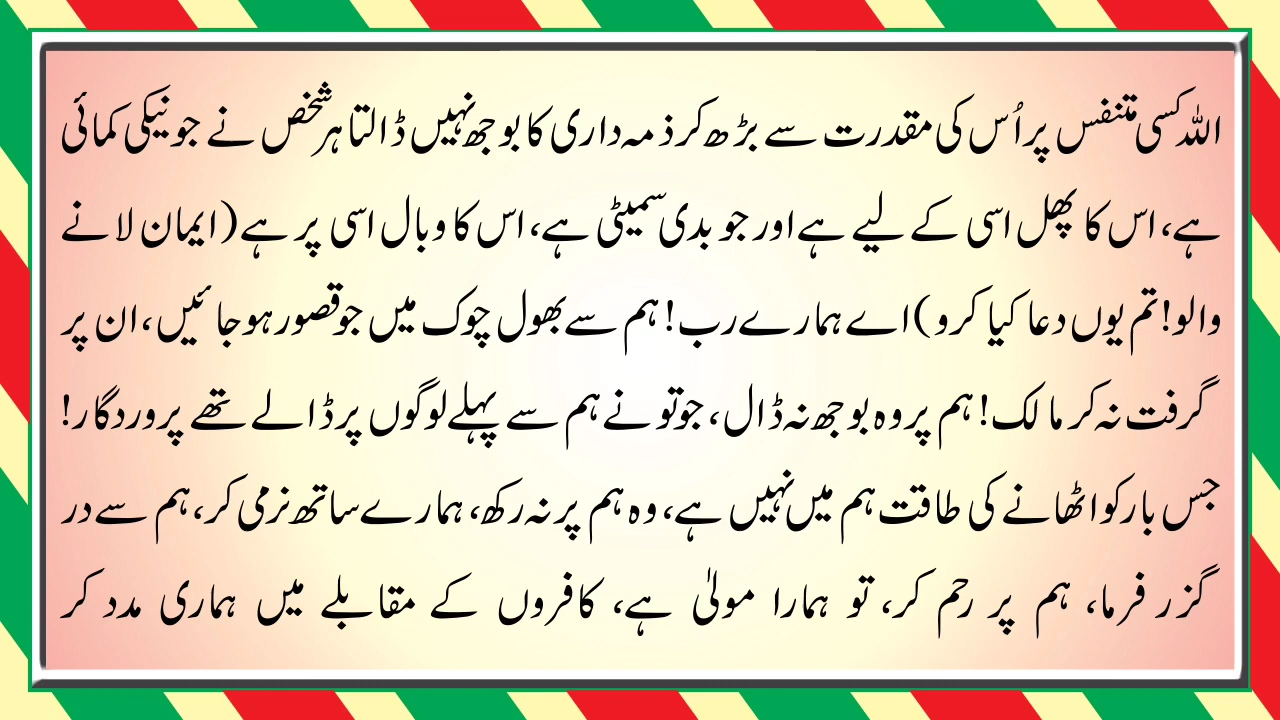 اللہ کسی متنفس پر اُس کی مقدرت سے بڑھ کر ذمہ داری کا بوجھ نہیں ڈالتا ہر شخص نے جو نیکی کمائی
ہے، اس کا پھل اسی کے لیے ہے اور جو بدی سمیٹی ہے، اس کا وبال اسی پر ہے (ایمان لانے
والو! تم یوں دعا کیا کرو) اے ہمارے رب! ہم سے بھول چوک میں جو قصور ہو جائیں، ان پر
گرفت نہ کر مالک! ہم پر وہ بوجھ نہ ڈال، جو تو نے ہم سے پہلے لوگوں پر ڈالے تھے پروردگار!
جس بار کو اٹھانے کی طاقت ہم میں نہیں ہے، وہ ہم پر نہ رکھ، ہمارے ساتھ نرمی کر، ہم سے در
گزر فرما، ہم پر رحم کر، تو ہمارا مولیٰ ہے، کافروں کے مقابلے میں ہماری مدد کر